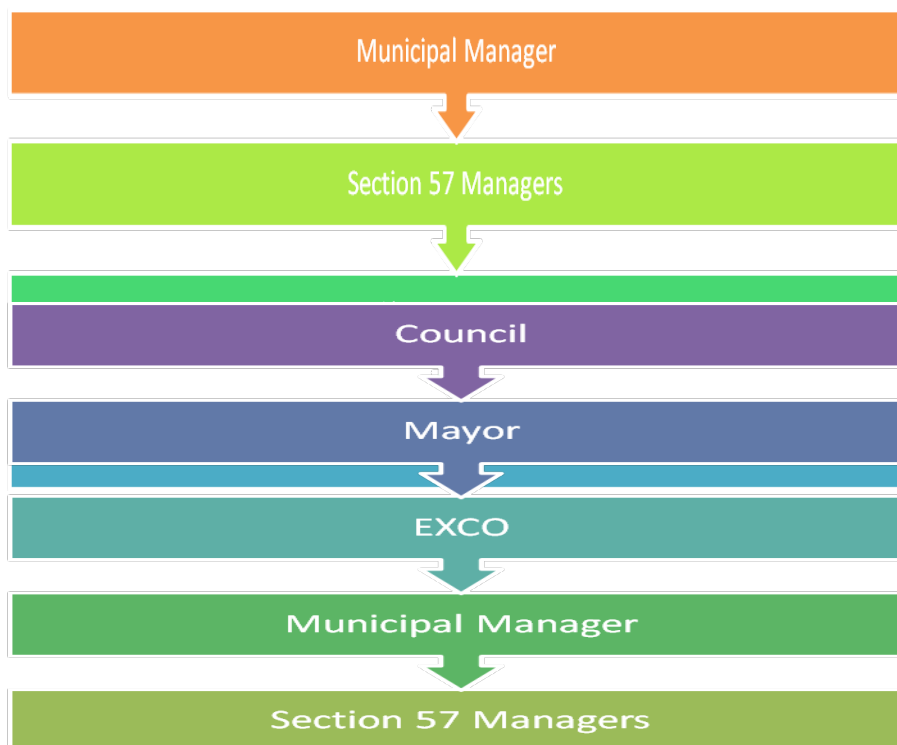 Municipal Manager
Section 57 Managers
Council
Mayor
EXCO
Municipal Manager
Section 57 Managers